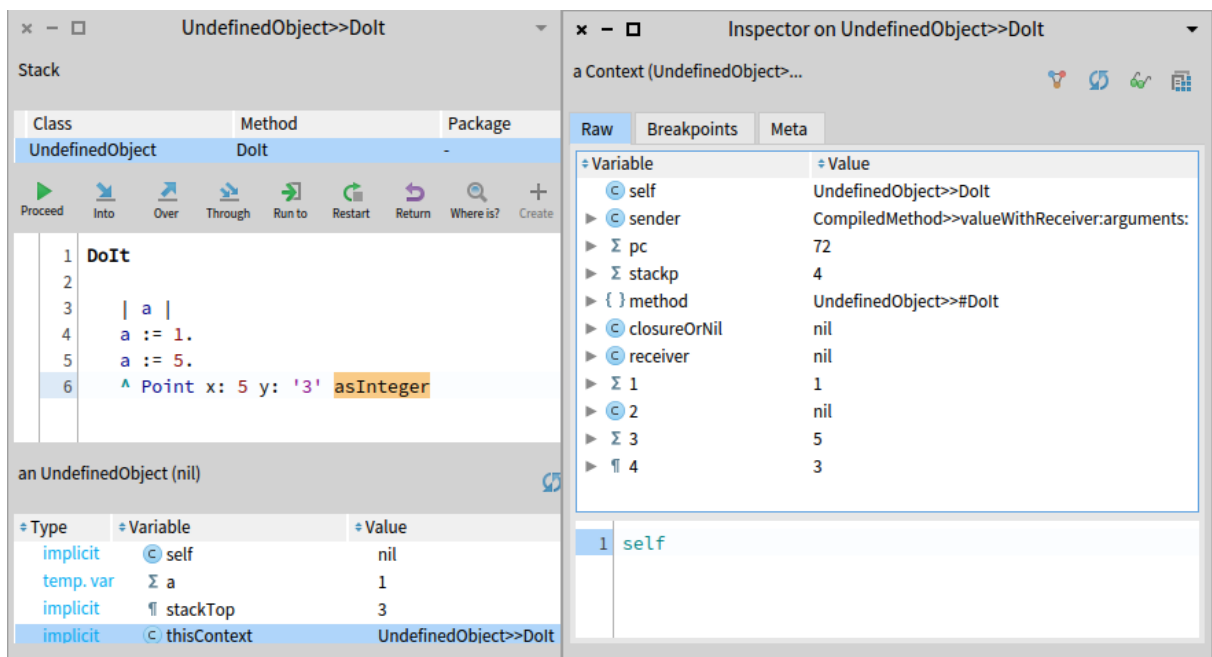 UndefinedObject>>DoIt
Stack
Class Method Package
UndefinedObject DoIt -
Proceed Into Over Through Run to Restart Return Where is? Create
1 DoIt
2
3 | a |
4 a := 1.
5 a := 5.
6 ^ Point x: 5 y: '3' asInteger
an UndefinedObject (nil)
Type Variable Value
implicit C self nil
temp. var Σ a 1
implicit ¶ stackTop 3
implicit C thisContext UndefinedObject>>DoIt
Inspector on UndefinedObject>>DoIt
a Context (UndefinedObject>...
Raw Breakpoints Meta
Variable Value
C self UndefinedObject>>DoIt
C sender CompiledMethod>>valueWithReceiver:arguments:
Σ pc 72
Σ stackp 4
{ } method UndefinedObject>>#DoIt
C closureOrNil nil
C receiver nil
Σ 1 1
C 2 nil
Σ 3 5
¶ 4 3
1 self